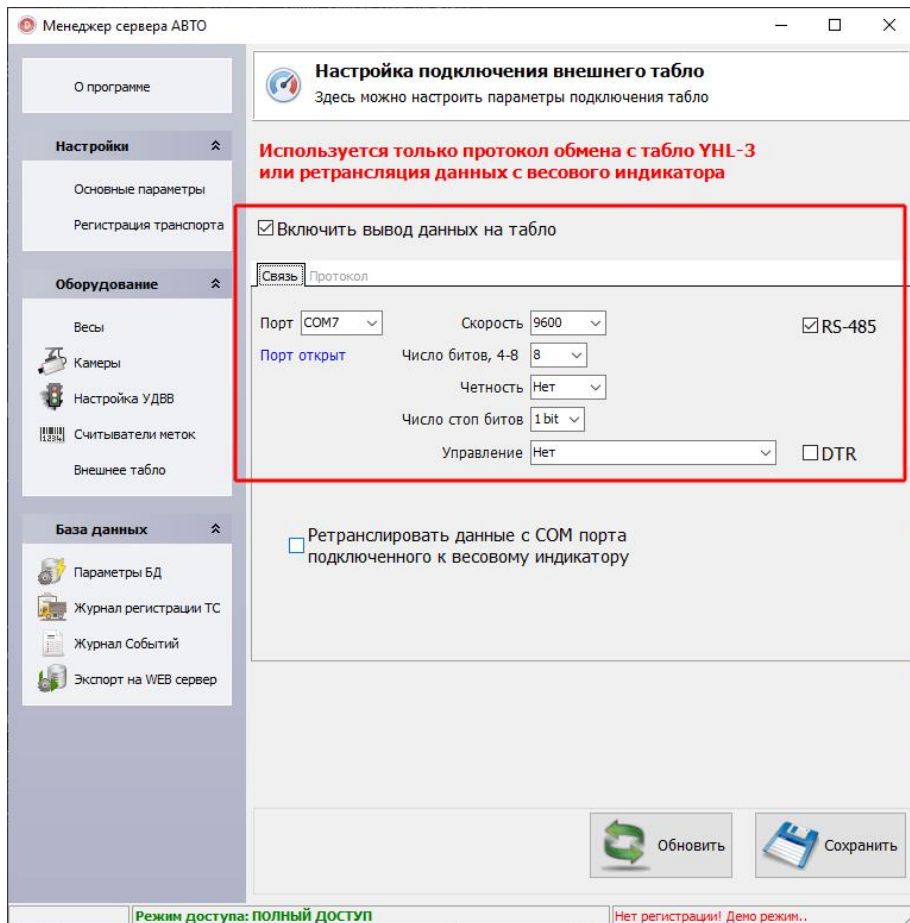 Менеджер сервера АВТО
О программе
Настройки
Основные параметры
Регистрация транспорта
Оборудование
Весы
Камеры
Настройка УДВВ
1234
Считыватели меток
Внешнее табло
База данных
Параметры БД
Журнал регистрации ТС
Журнал Событий
Экспорт на WEB сервер
Настройка подключения внешнего табло
Здесь можно настроить параметры подключения табло
Используется только протокол обмена с табло YHL-3
или ретрансляция данных с весового индикатора
Включить вывод данных на табло
Связь Протокол
Порт COM7 Скорость 9600 RS-485
Порт открыт Число битов, 4-8 8
Четность Нет
Число стоп битов 1 bit
Управление Нет DTR
Ретранслировать данные с COM порта
подключенного к весовому индикатору
Обновить Сохранить
Режим доступа: ПОЛНЫЙ ДОСТУП Нет регистрации! Демо режим..